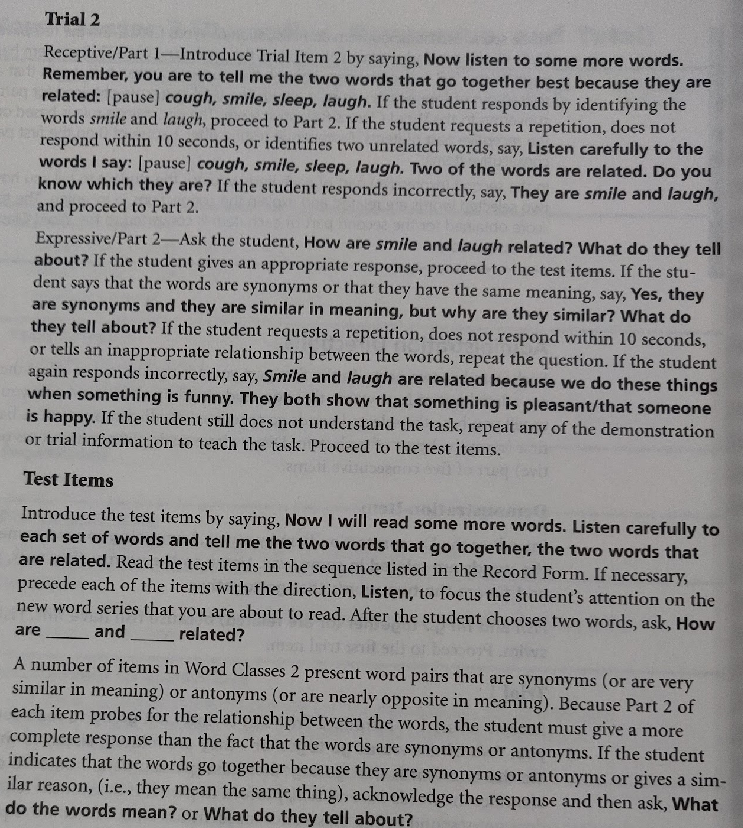 Trial 2
Receptive/Part 1—Introduce Trial Item 2 by saying, Now listen to some more words.
Remember, you are to tell me the two words that go together best because they are
related: [pause] cough, smile, sleep, laugh. If the student responds by identifying the
words smile and laugh, proceed to Part 2. If the student requests a repetition, does not
respond within 10 seconds, or identifies two unrelated words, say, Listen carefully to the
words I say: [pause] cough, smile, sleep, laugh. Two of the words are related. Do you
know which they are? If the student responds incorrectly, say, They are smile and laugh,
and proceed to Part 2.
Expressive/Part 2—Ask the student, How are smile and laugh related? What do they tell
about? If the student gives an appropriate response, proceed to the test items. If the stu-
dent says that the words are synonyms or that they have the same meaning, say, Yes, they
are synonyms and they are similar in meaning, but why are they similar? What do
they tell about? If the student requests a repetition, does not respond within 10 seconds,
or tells an inappropriate relationship between the words, repeat the question. If the student
again responds incorrectly, say, Smile and laugh are related because we do these things
when something is funny. They both show that something is pleasant/that someone
is happy. If the student still does not understand the task, repeat any of the demonstration
or trial information to teach the task. Proceed to the test items.
Test Items
Introduce the test items by saying, Now I will read some more words. Listen carefully to
each set of words and tell me the two words that go together, the two words that
are related. Read the test items in the sequence listed in the Record Form. If necessary,
precede each of the items with the direction, Listen, to focus the student's attention on the
new word series that you are about to read. After the student chooses two words, ask, How
are _____ and _____ related?
A number of items in Word Classes 2 present word pairs that are synonyms (or are very
similar in meaning) or antonyms (or are nearly opposite in meaning). Because Part 2 of
each item probes for the relationship between the words, the student must give a more
complete response than the fact that the words are synonyms or antonyms. If the student
indicates that the words go together because they are synonyms or antonyms or gives a sim-
ilar reason, (i.e., they mean the same thing), acknowledge the response and then ask, What
do the words mean? or What do they tell about?